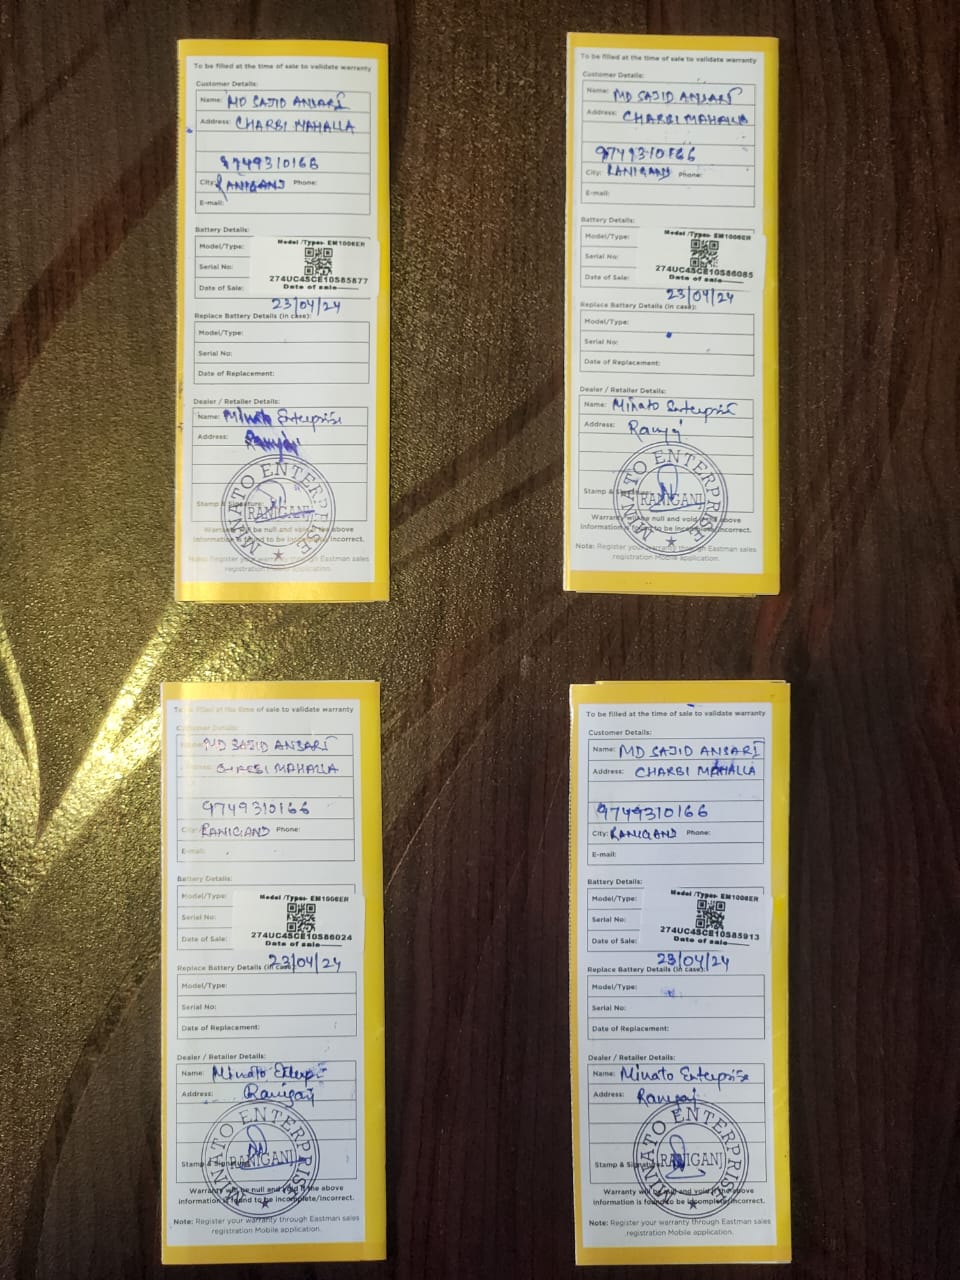 To be filled at the time of sale to validate warranty
Customer Details:
Name: MD SAJID ANSARI
Address: CHARBI MAHALLA
9749310166
City: RANIGANJ Phone:
E-mail:
Battery Details:
Model/Type: Model /Type- EM1006ER
Serial No:
274UC4SCE10S85877
Date of Sale: Date of sale
23/04/24
Replace Battery Details (in case):
Model/Type:
Serial No:
Date of Replacement:
Dealer / Retailer Details:
Name: Minato Enterprise
Address:
MINATO ENTERPRISE
Stamp & Signature: RANIGANJ
Warranty will be null and void if the above
information is found to be incomplete/incorrect.
Note: Register your warranty through Eastman sales
registration Mobile application.
To be filled at the time of sale to validate warranty
Customer Details:
Name: MD SAJID ANSARI
Address: CHARBI MAHALLA
9749310166
City: RANIGANJ Phone:
E-mail:
Battery Details:
Model/Type: Model /Type- EM1006ER
Serial No:
274UC4SCE10S86085
Date of Sale: Date of sale
23/04/24
Replace Battery Details (in case):
Model/Type:
Serial No:
Date of Replacement:
Dealer / Retailer Details:
Name: Minato Enterprise
Address: Ranigj
MINATO ENTERPRISE
Stamp & Signature: RANIGANJ
Warranty will be null and void if the above
information is found to be incomplete/incorrect.
Note: Register your warranty through Eastman sales
registration Mobile application.
To be filled at the time of sale to validate warranty
Customer Details:
Name: MD SAJID ANSARI
Address: MAHALLA
9749310166
City: RANIGANJ Phone:
E-mail:
Battery Details:
Model/Type: Model /Type- EM1006ER
Serial No:
274UC4SCE10S86024
Date of Sale: Date of sale
23/04/24
Replace Battery Details (in case):
Model/Type:
Serial No:
Date of Replacement:
Dealer / Retailer Details:
Name: Minato
Address: Raniganj
MINATO ENTERPRISE
Stamp & Signature: RANIGANJ
Warranty will be null and void if the above
information is found to be incomplete/incorrect.
Note: Register your warranty through Eastman sales
registration Mobile application.
To be filled at the time of sale to validate warranty
Customer Details:
Name: MD SAJID ANSARI
Address: CHARBI MAHALLA
9749310166
City: RANIGANJ Phone:
E-mail:
Battery Details:
Model/Type: Model /Type- EM1006ER
Serial No:
274UC4SCE10S85913
Date of Sale: Date of sale
23/04/24
Replace Battery Details (in case):
Model/Type:
Serial No:
Date of Replacement:
Dealer / Retailer Details:
Name: Minato Enterprise
Address: Raniganj
MINATO ENTERPRISE
Stamp & Signature: RANIGANJ
Warranty will be null and void if the above
information is found to be incomplete/incorrect.
Note: Register your warranty through Eastman sales
registration Mobile application.